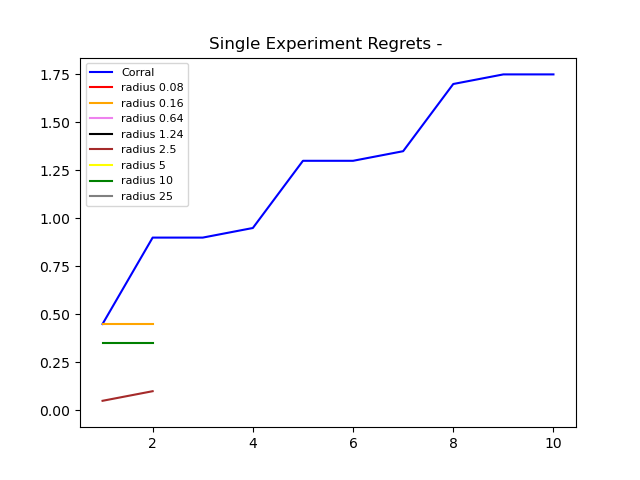 Single Experiment Regrets -
Corral
radius 0.08
radius 0.16
radius 0.64
radius 1.24
radius 2.5
radius 5
radius 10
radius 25
1.75
1.50
1.25
1.00
0.75
0.50
0.25
0.00
2 4 6 8 10